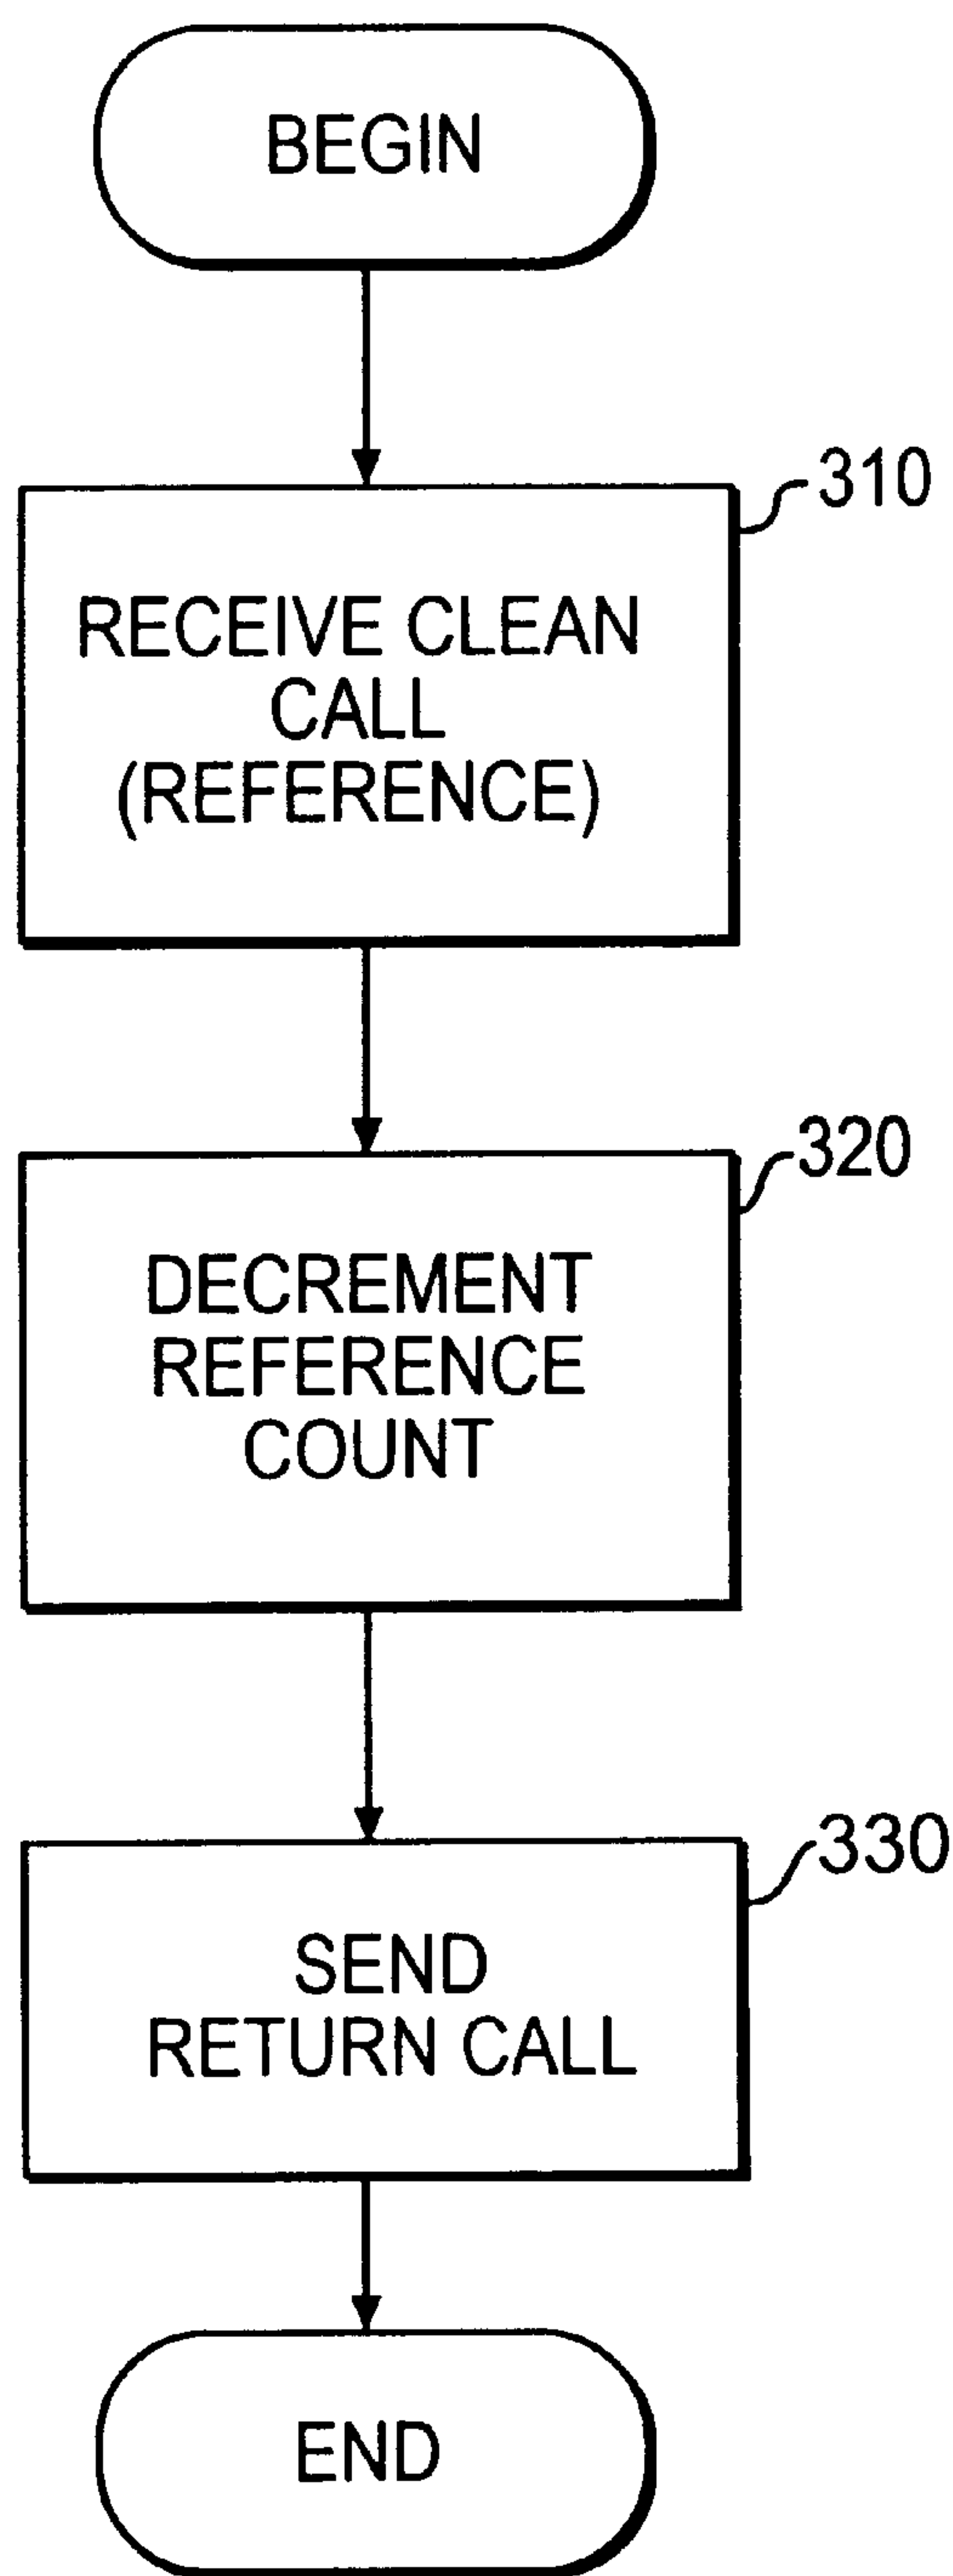 BEGIN
310
RECEIVE CLEAN
CALL
(REFERENCE)
320
DECREMENT
REFERENCE
COUNT
330
SEND
RETURN CALL
END